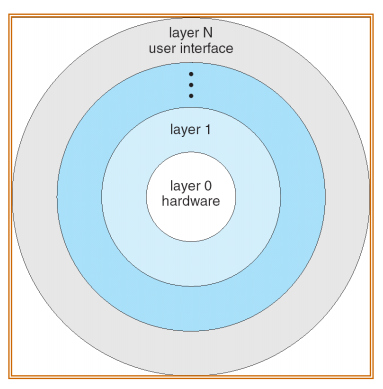 layer N
user interface
layer 1
layer 0
hardware